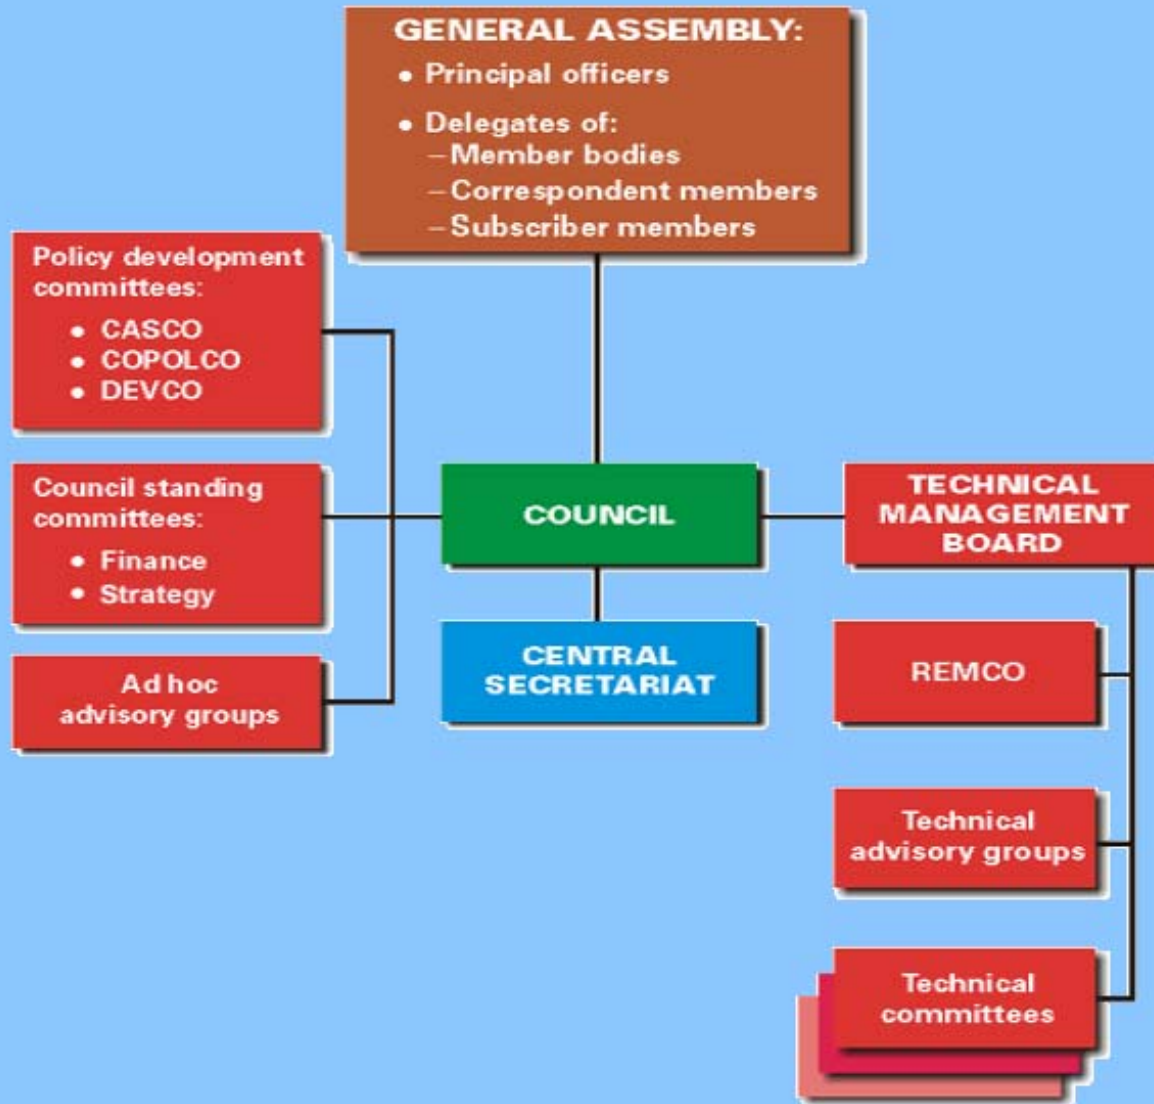 GENERAL ASSEMBLY:
• Principal officers
• Delegates of:
– Member bodies
– Correspondent members
– Subscriber members
Policy development
committees:
• CASCO
• COPOLCO
• DEVCO
Council standing
committees:
• Finance
• Strategy
Ad hoc
advisory groups
COUNCIL
CENTRAL
SECRETARIAT
TECHNICAL
MANAGEMENT
BOARD
REMCO
Technical
advisory groups
Technical
committees